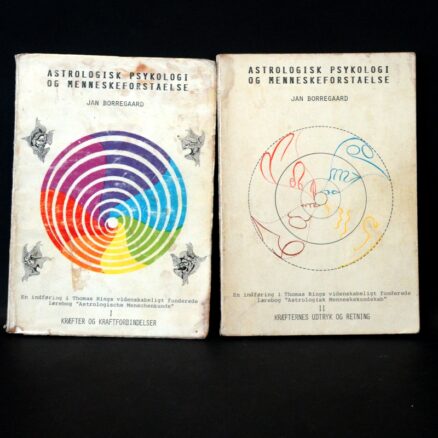 ASTROLOGISK PSYKOLOGI
OG MENNESKEFORSTAELSE
JAN BORREGAARD
En indføring i Thomas Rings videnskabeligt funderede
lærebog "Astrologische Menschenkunde"
I
KRÆFTER OG KRAFTFORBINDELSER
ASTROLOGISK PSYKOLOGI
OG MENNESKEFORSTAELSE
JAN BORREGAARD
En indføring i Thomas Rings videnskabeligt funderede
lærebog "Astrologisk Menneskekundskab"
II
KRÆFTERNES UDTRYK OG RETNING